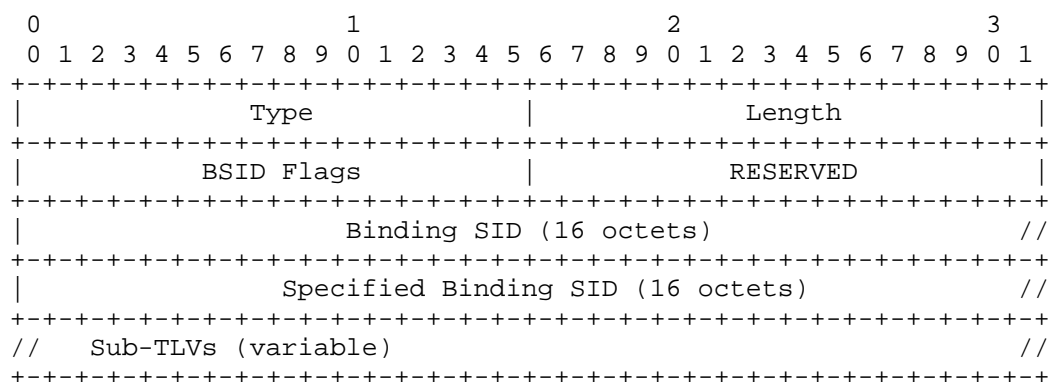 0                   1                   2                   3
 0 1 2 3 4 5 6 7 8 9 0 1 2 3 4 5 6 7 8 9 0 1 2 3 4 5 6 7 8 9 0 1
+-+-+-+-+-+-+-+-+-+-+-+-+-+-+-+-+-+-+-+-+-+-+-+-+-+-+-+-+-+-+-+-+
|              Type             |             Length            |
+-+-+-+-+-+-+-+-+-+-+-+-+-+-+-+-+-+-+-+-+-+-+-+-+-+-+-+-+-+-+-+-+
|           BSID Flags          |            RESERVED           |
+-+-+-+-+-+-+-+-+-+-+-+-+-+-+-+-+-+-+-+-+-+-+-+-+-+-+-+-+-+-+-+-+
|                    Binding SID (16 octets)                   //
+-+-+-+-+-+-+-+-+-+-+-+-+-+-+-+-+-+-+-+-+-+-+-+-+-+-+-+-+-+-+-+-+
|                Specified Binding SID (16 octets)             //
+-+-+-+-+-+-+-+-+-+-+-+-+-+-+-+-+-+-+-+-+-+-+-+-+-+-+-+-+-+-+-+-+
//   Sub-TLVs (variable)                                       //
+-+-+-+-+-+-+-+-+-+-+-+-+-+-+-+-+-+-+-+-+-+-+-+-+-+-+-+-+-+-+-+-+